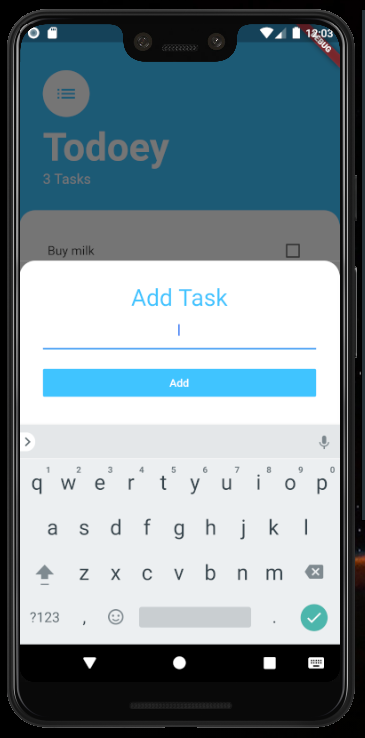 12:03
DEBUG
Todoey
3 Tasks
Buy milk
Add Task
Add
1 2 3 4 5 6 7 8 9 0
q w e r t y u i o p
a s d f g h j k l
z x c v b n m
?123 , .